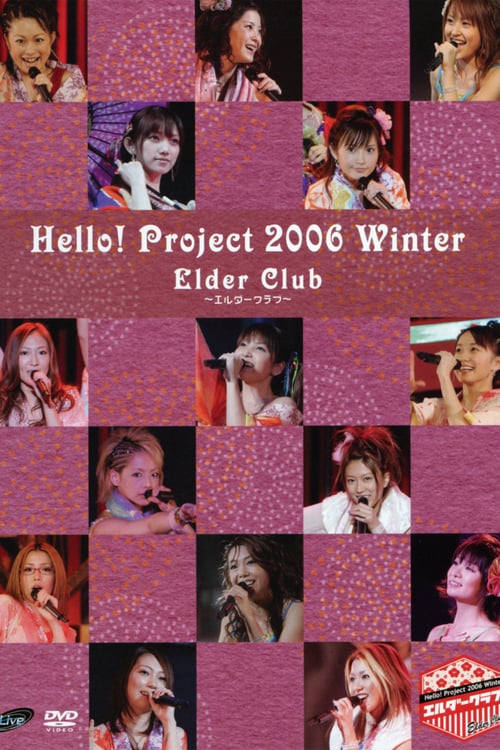 Hello! Project 2006 Winter
Elder Club
〜エルダークラブ〜
Live
DVD
VIDEO
Hello! Project 2006 Winter
エルダークラブ